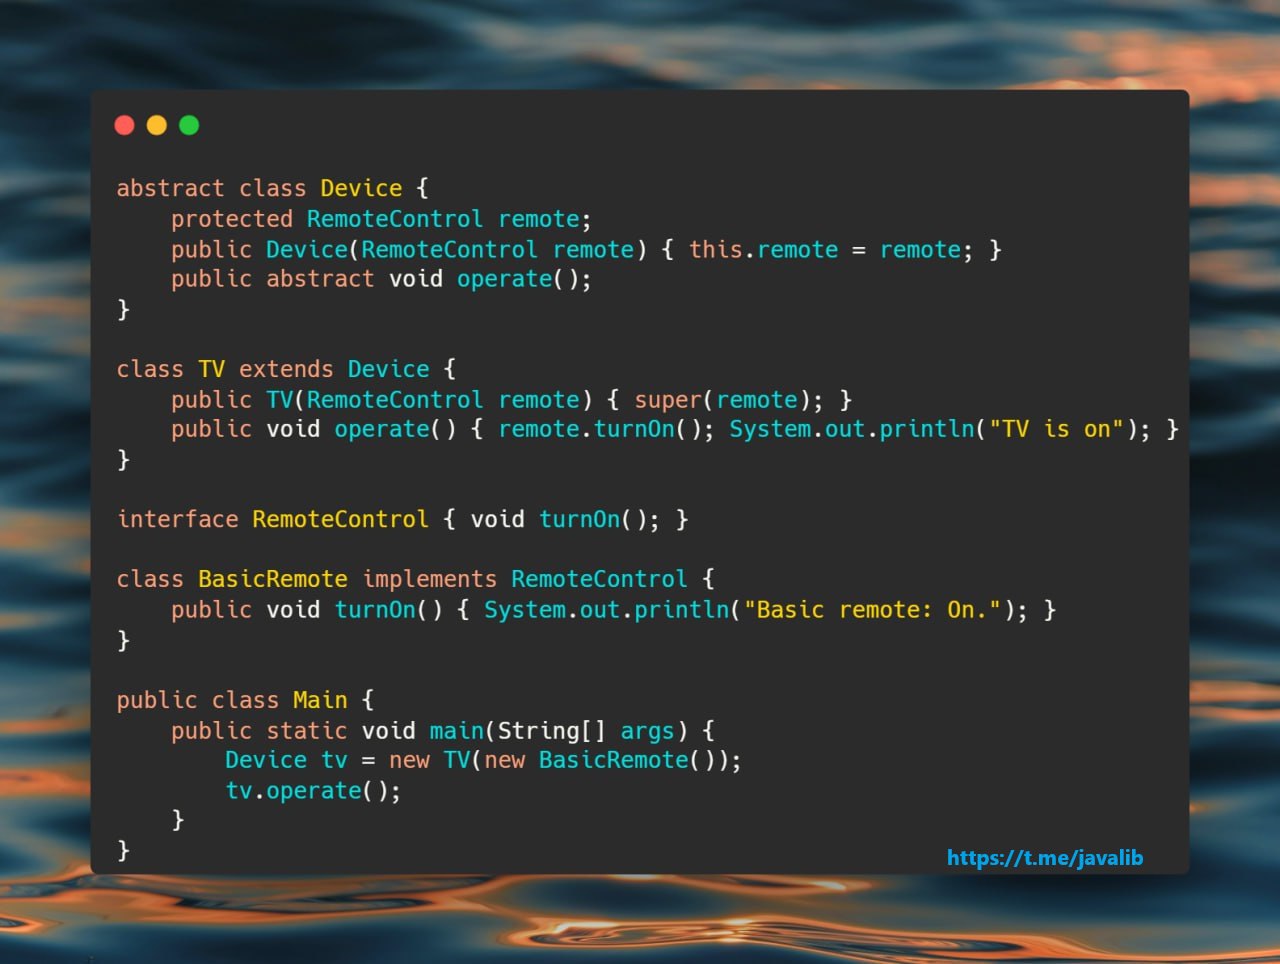 abstract class Device {
    protected RemoteControl remote;
    public Device(RemoteControl remote) { this.remote = remote; }
    public abstract void operate();
}

class TV extends Device {
    public TV(RemoteControl remote) { super(remote); }
    public void operate() { remote.turnOn(); System.out.println("TV is on"); }
}

interface RemoteControl { void turnOn(); }

class BasicRemote implements RemoteControl {
    public void turnOn() { System.out.println("Basic remote: On."); }
}

public class Main {
    public static void main(String[] args) {
        Device tv = new TV(new BasicRemote());
        tv.operate();
    }
}
https://t.me/javalib